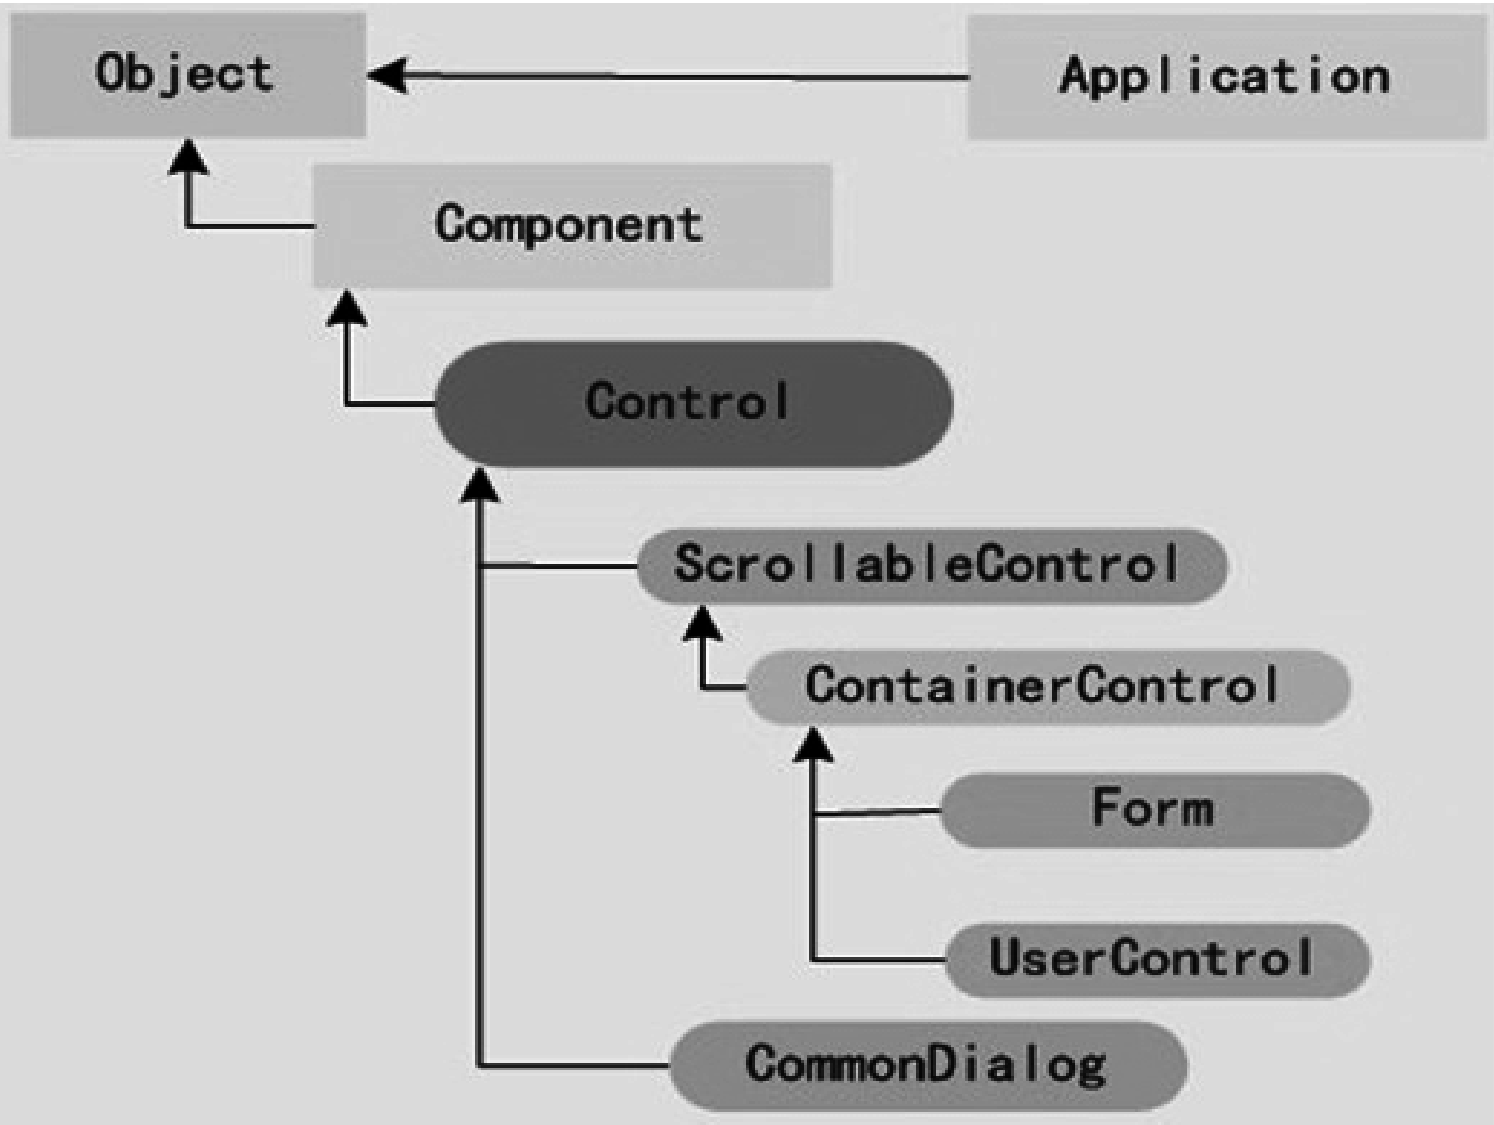 Object
Application
Component
Control
ScrollableControl
ContainerControl
Form
UserControl
CommonDialog